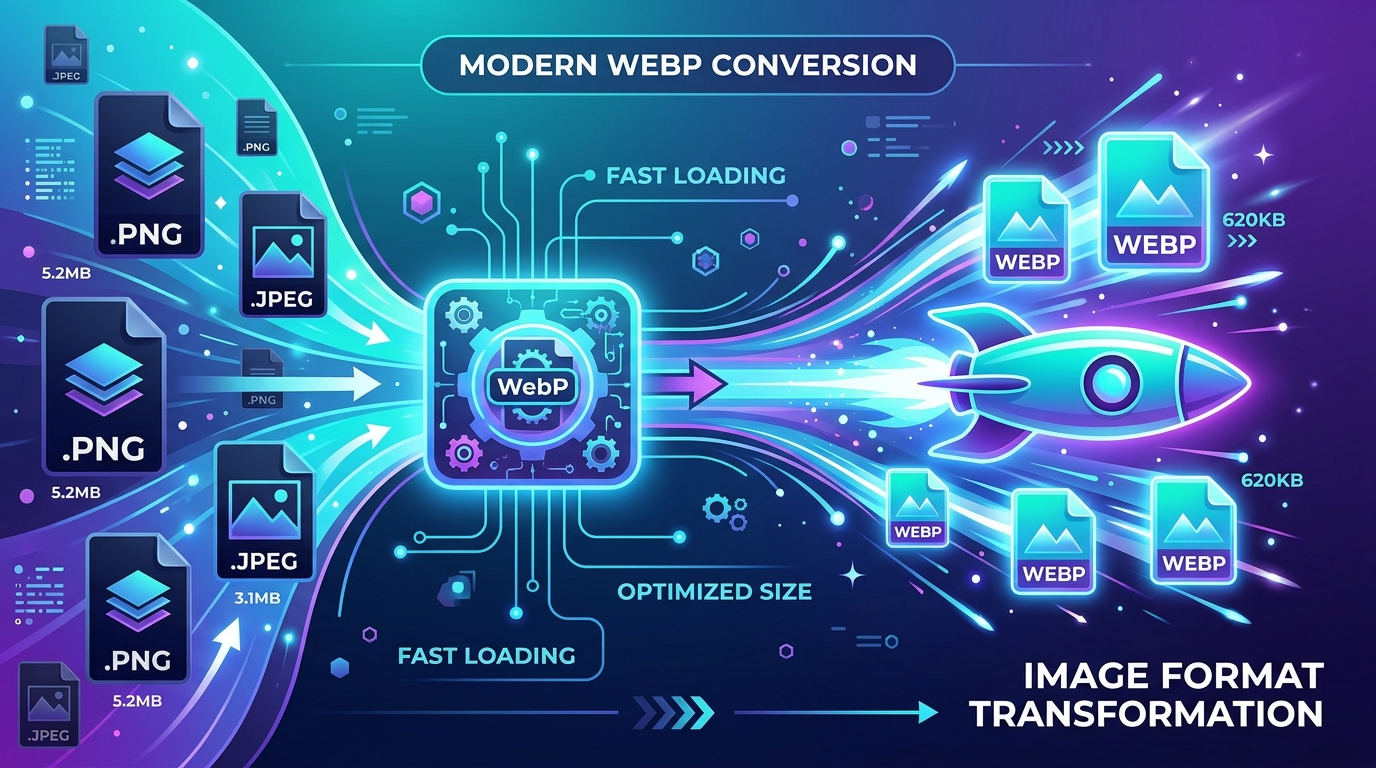 MODERN WEBP CONVERSION
.JPEG
.PNG
.PNG
.JPEG
5.2MB
.PNG
.PNG
5.2MB
.JPEG
3.1MB
.PNG
5.2MB
.JPEG
FAST LOADING
WebP
OPTIMIZED SIZE
FAST LOADING
WEBP
WEBP
620KB
620KB
WEBP
WEBP
WEBP
IMAGE FORMAT
TRANSFORMATION